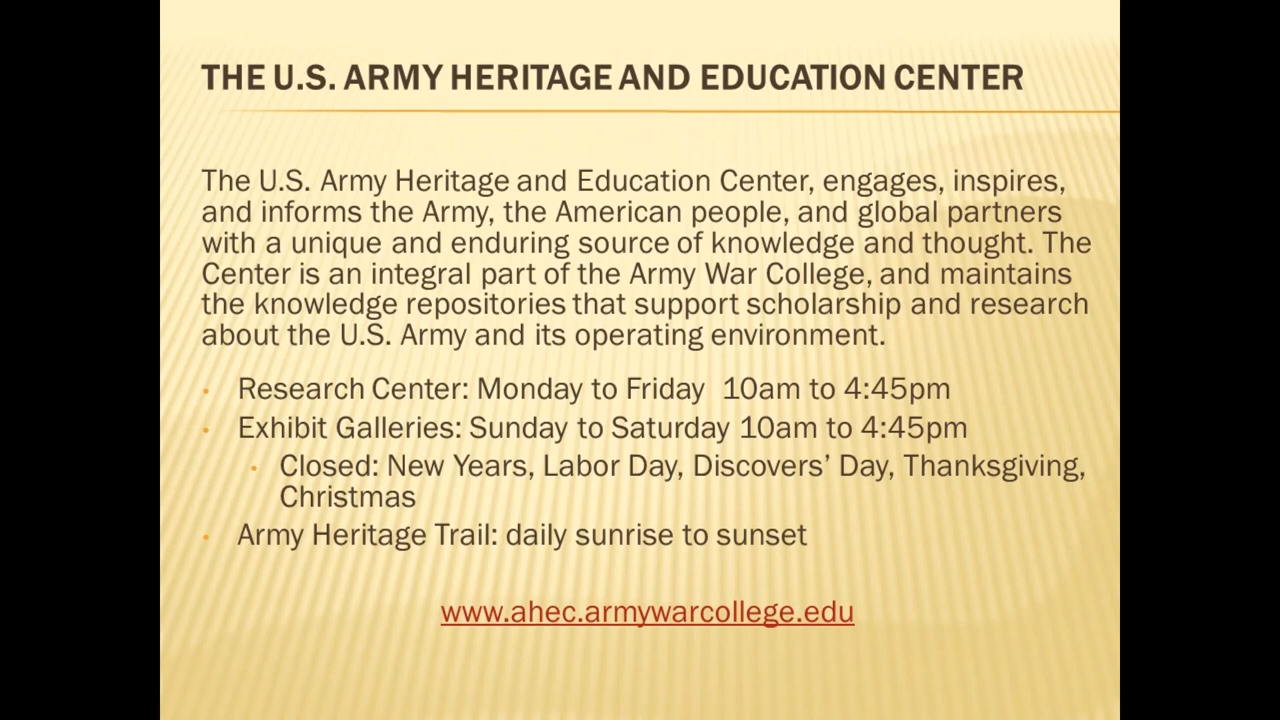 THE U.S. ARMY HERITAGE AND EDUCATION CENTER
The U.S. Army Heritage and Education Center, engages, inspires,
and informs the Army, the American people, and global partners
with a unique and enduring source of knowledge and thought. The
Center is an integral part of the Army War College, and maintains
the knowledge repositories that support scholarship and research
about the U.S. Army and its operating environment.
• Research Center: Monday to Friday  10am to 4:45pm
• Exhibit Galleries: Sunday to Saturday 10am to 4:45pm
• Closed: New Years, Labor Day, Discovers’ Day, Thanksgiving,
Christmas
• Army Heritage Trail: daily sunrise to sunset
www.ahec.armywarcollege.edu